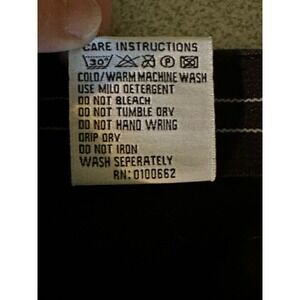 CARE INSTRUCTIONS
30°
P
COLD/WARM MACHINE WASH
USE MILD DETERGENT
DO NOT BLEACH
DO NOT TUMBLE DRY
DO NOT HAND WRING
DRIP DRY
DO NOT IRON
WASH SEPERATELY
RN: 0100662